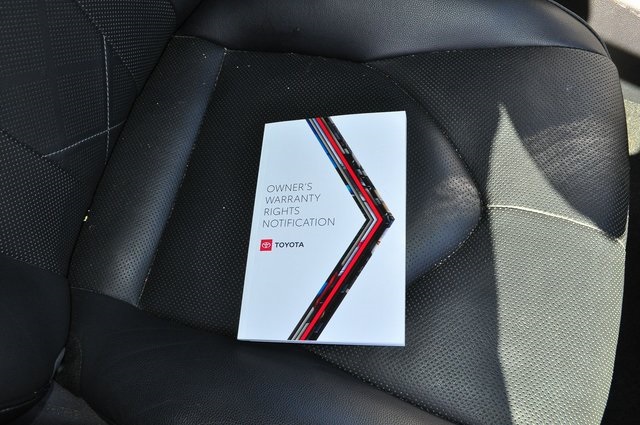 OWNER'S
WARRANTY
RIGHTS
NOTIFICATION
TOYOTA